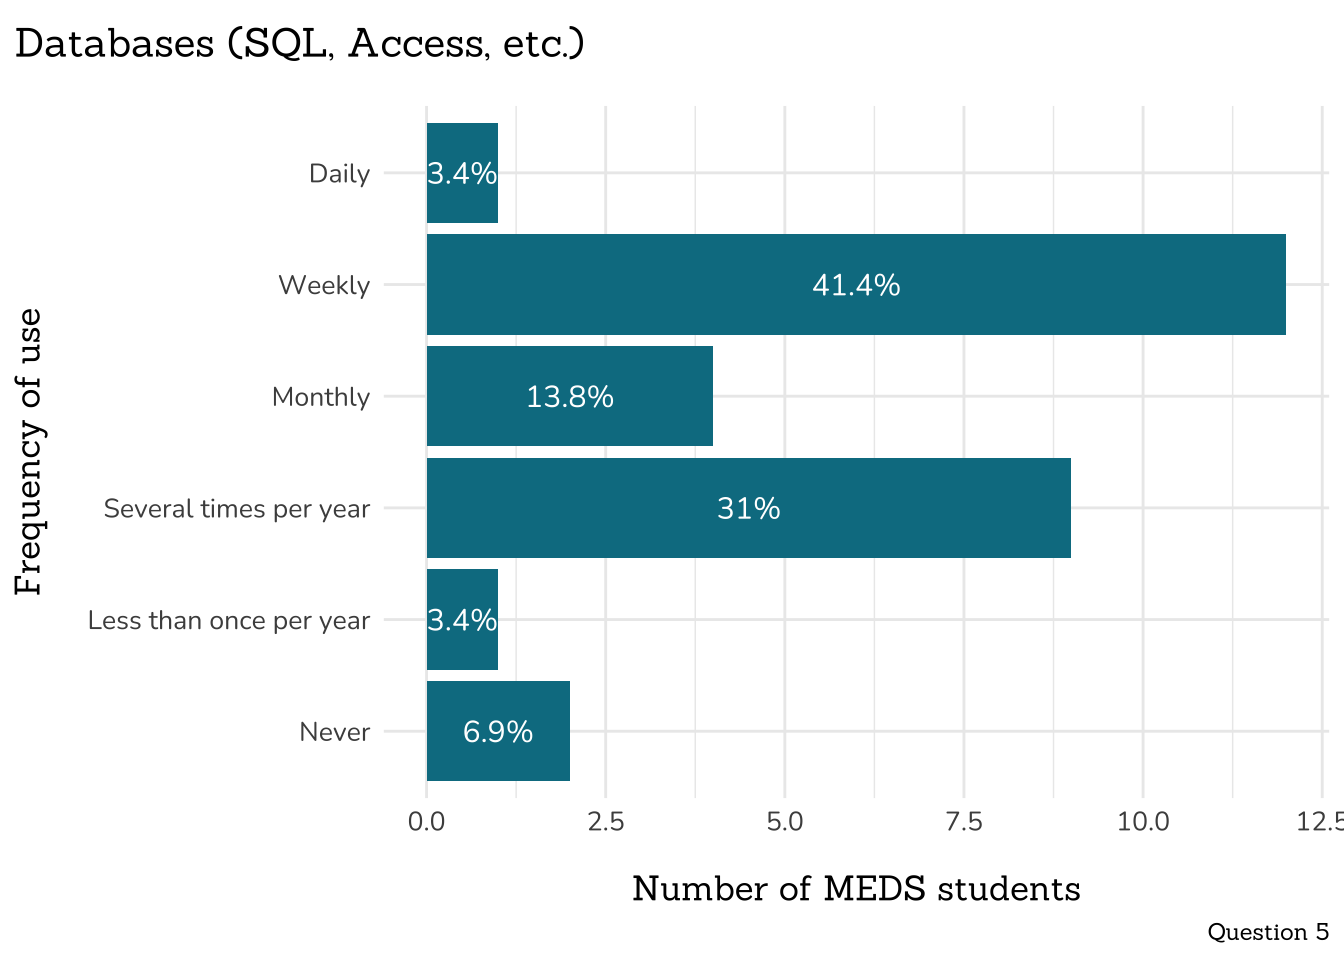 Databases (SQL, Access, etc.)
Frequency of use
Daily
3.4%
Weekly
41.4%
Monthly
13.8%
Several times per year
31%
Less than once per year
3.4%
Never
6.9%
0.0 2.5 5.0 7.5 10.0 12.5
Number of MEDS students
Question 5